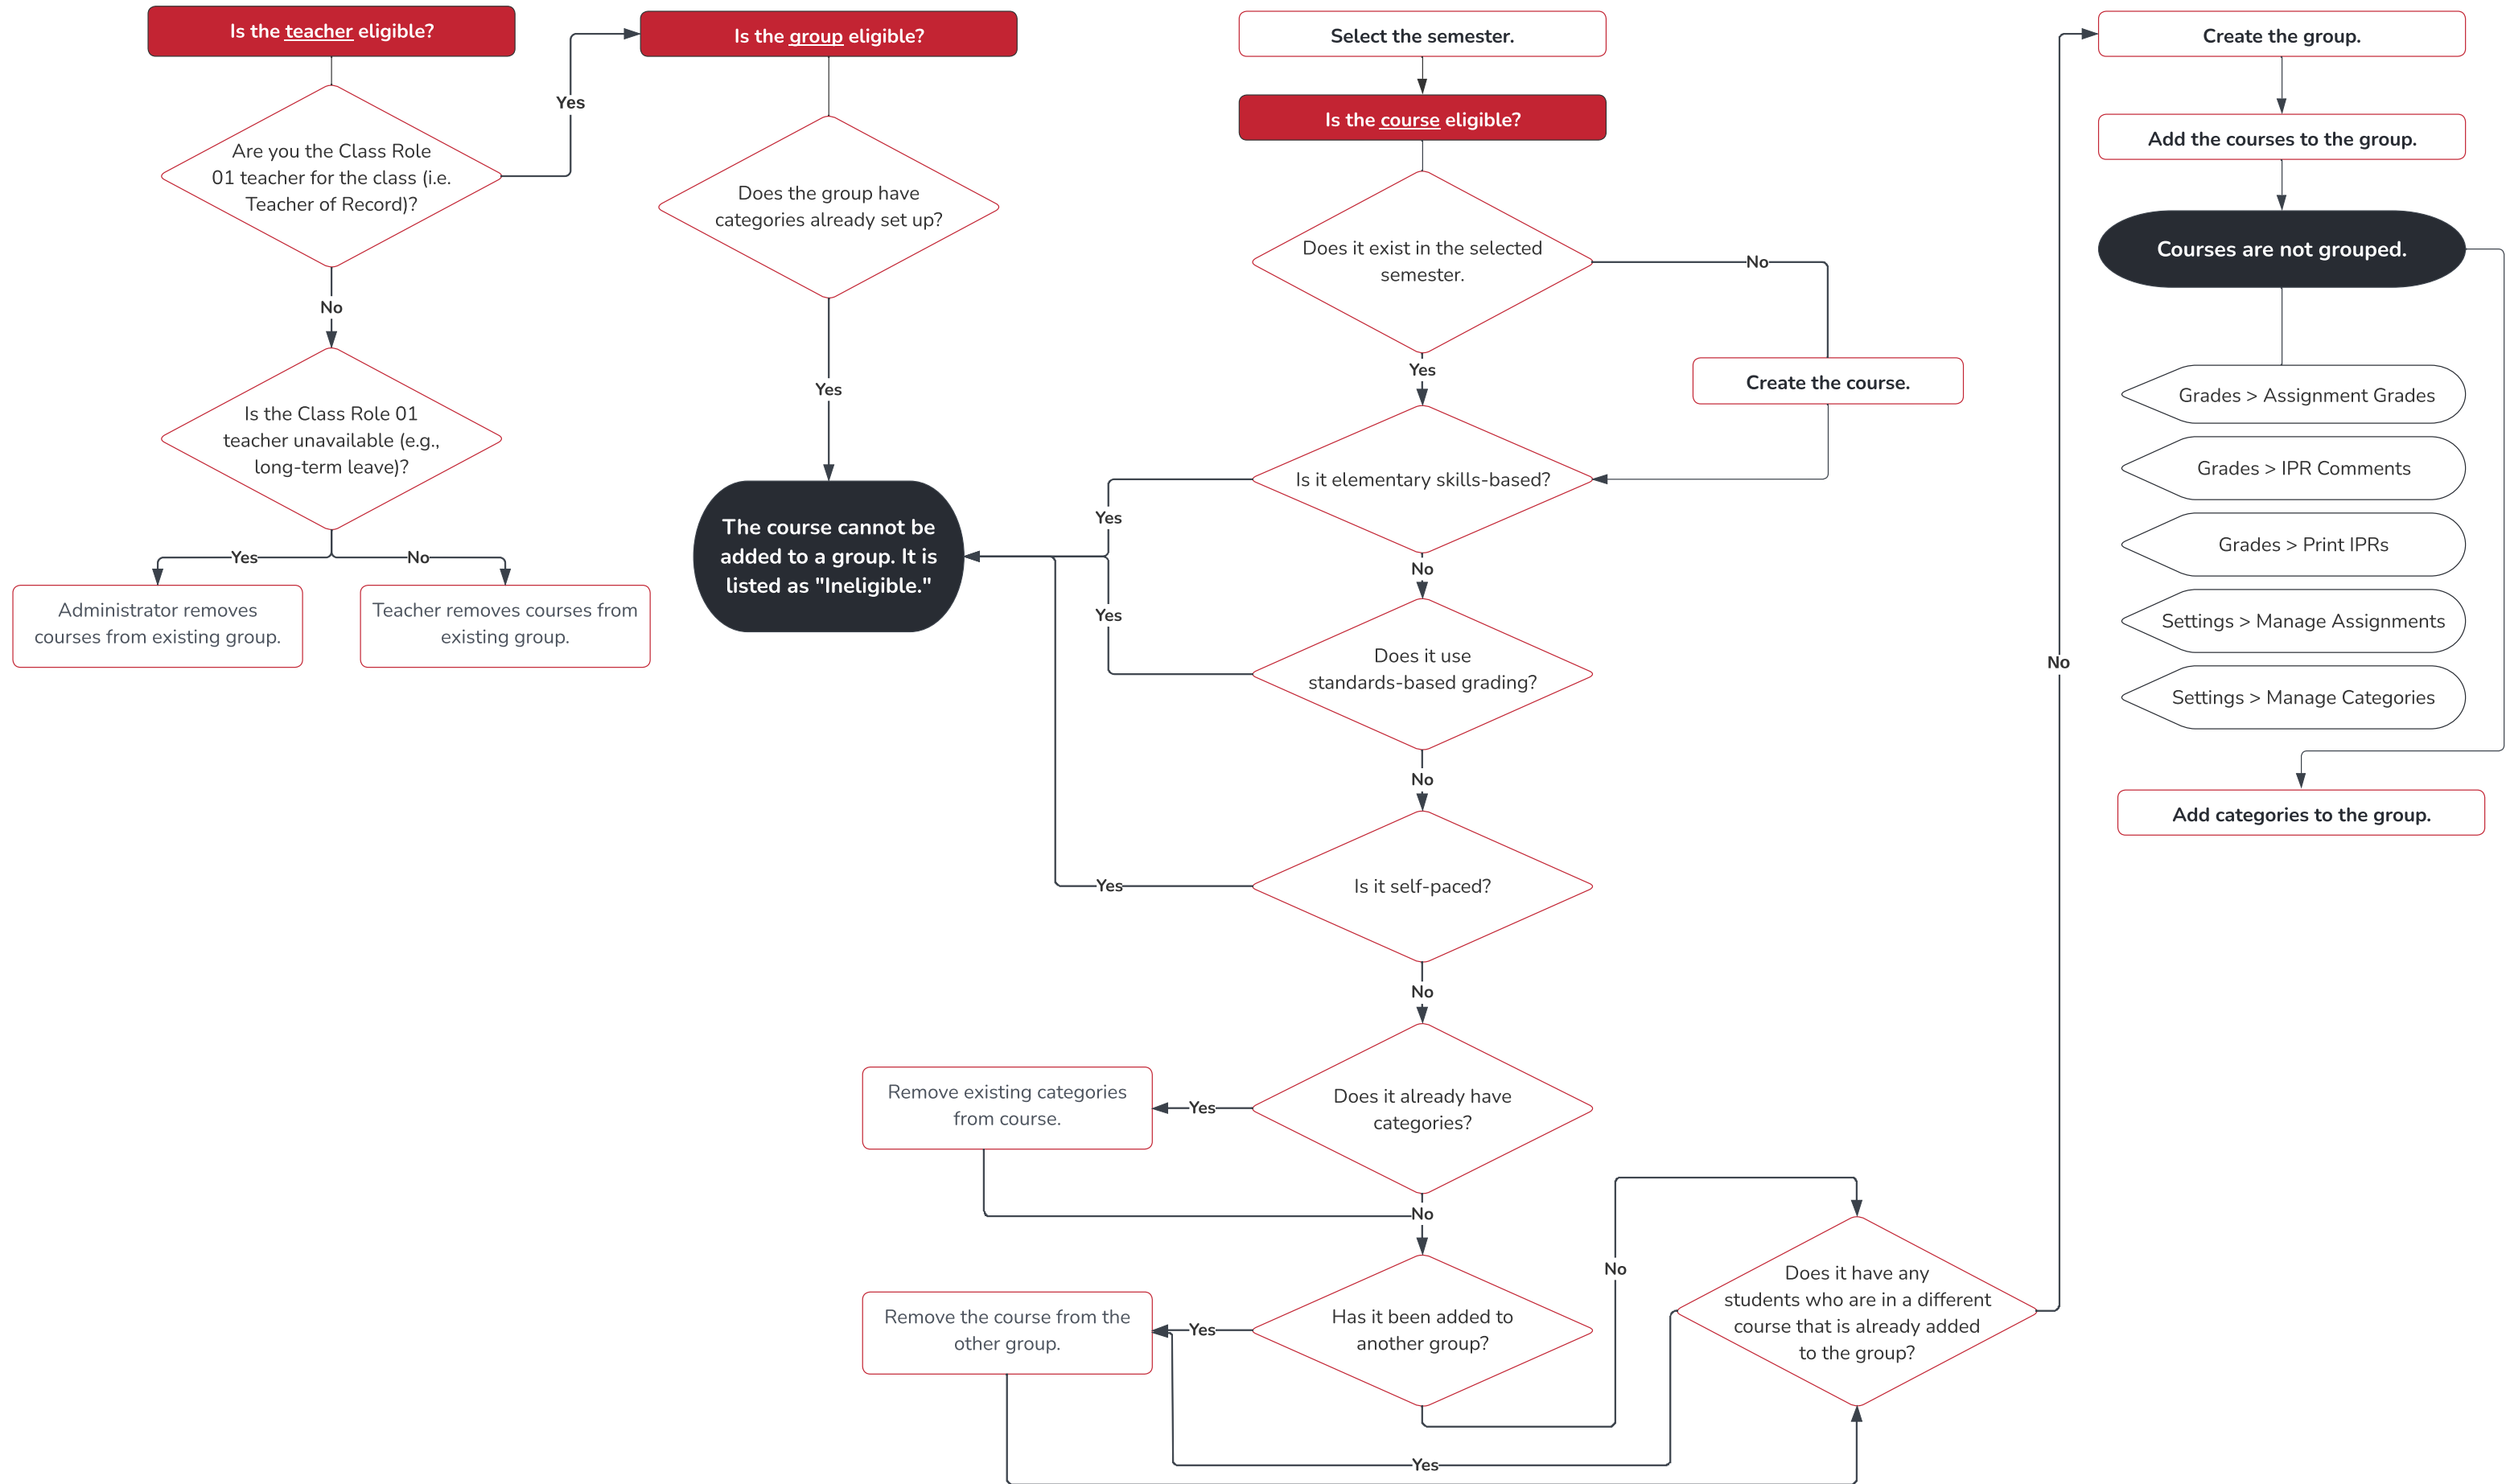 Is the teacher eligible?
Yes
Are you the Class Role
01 teacher for the class (i.e.
Teacher of Record)?
No
Is the Class Role 01
teacher unavailable (e.g.,
long-term leave)?
Yes
No
Administrator removes
courses from existing group.
Teacher removes courses from
existing group.
Is the group eligible?
Does the group have
categories already set up?
Yes
The course cannot be
added to a group. It is
listed as "Ineligible."
Select the semester.
Is the course eligible?
Does it exist in the selected
semester.
No
Yes
Create the course.
Is it elementary skills-based?
Yes
No
Does it use
standards-based grading?
Yes
No
Is it self-paced?
Yes
No
Does it already have
categories?
Yes
Remove existing categories
from course.
No
Has it been added to
another group?
Yes
Remove the course from the
other group.
No
Does it have any
students who are in a different
course that is already added
to the group?
Yes
No
Create the group.
Add the courses to the group.
Courses are not grouped.
Grades > Assignment Grades
Grades > IPR Comments
Grades > Print IPRs
Settings > Manage Assignments
Settings > Manage Categories
Add categories to the group.